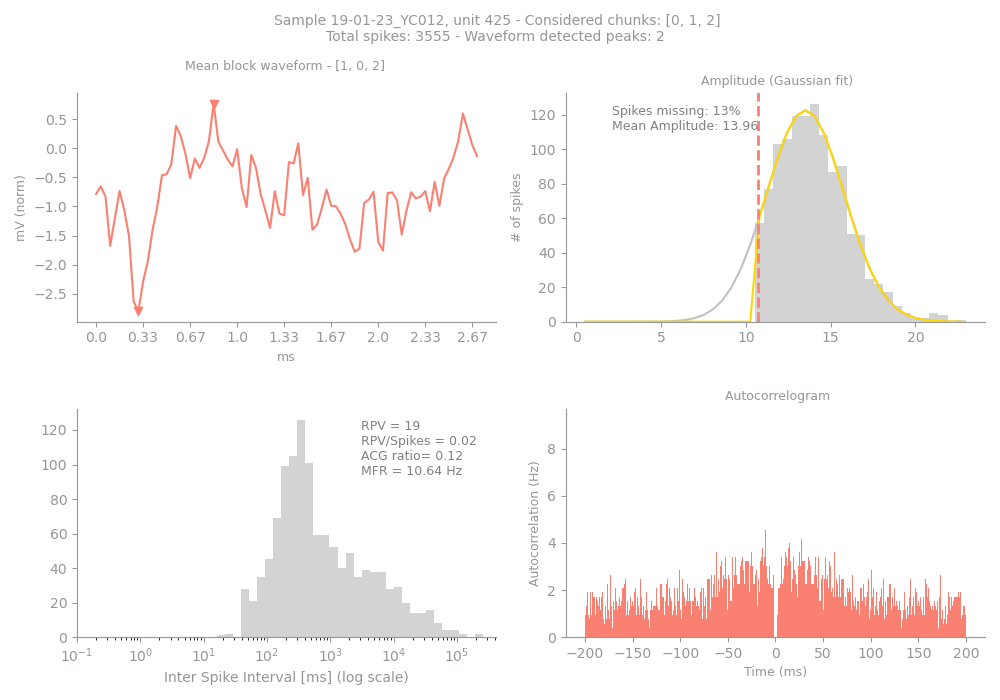 Sample 19-01-23_YC012, unit 425 - Considered chunks: [0, 1, 2]
Total spikes: 3555 - Waveform detected peaks: 2
Mean block waveform - [1, 0, 2]
mV (norm)
0.5
0.0
−0.5
−1.0
−1.5
−2.0
−2.5
0.0 0.33 0.67 1.0 1.33 1.67 2.0 2.33 2.67
ms
Amplitude (Gaussian fit)
Spikes missing: 13%
Mean Amplitude: 13.96
# of spikes
120
100
80
60
40
20
0
0 5 10 15 20
RPV = 19
RPV/Spikes = 0.02
ACG ratio= 0.12
MFR = 10.64 Hz
120
100
80
60
40
20
0
10⁻¹ 10⁰ 10¹ 10² 10³ 10⁴ 10⁵
Inter Spike Interval [ms] (log scale)
Autocorrelogram
Autocorrelation (Hz)
8
6
4
2
0
−200 −150 −100 −50 0 50 100 150 200
Time (ms)